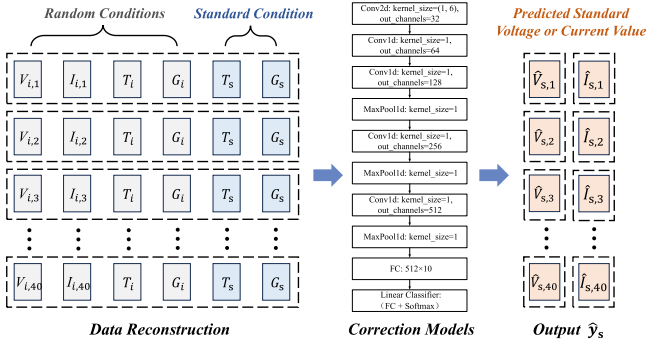 Random Conditions
Standard Condition
V_{i,1} I_{i,1} T_i G_i T_s G_s
V_{i,2} I_{i,2} T_i G_i T_s G_s
V_{i,3} I_{i,3} T_i G_i T_s G_s
V_{i,40} I_{i,40} T_i G_i T_s G_s
Data Reconstruction
Conv2d: kernel_size=(1, 6),
out_channels=32
Conv1d: kernel_size=1,
out_channels=64
Conv1d: kernel_size=1,
out_channels=128
MaxPool1d: kernel_size=1
Conv1d: kernel_size=1,
out_channels=256
MaxPool1d: kernel_size=1
Conv1d: kernel_size=1,
out_channels=512
MaxPool1d: kernel_size=1
FC: 512×10
Linear Classifier:
(FC + Softmax)
Correction Models
Predicted Standard
Voltage or Current Value
V̂_{s,1} Î_{s,1}
V̂_{s,2} Î_{s,2}
V̂_{s,3} Î_{s,3}
V̂_{s,40} Î_{s,40}
Output ŷ_s